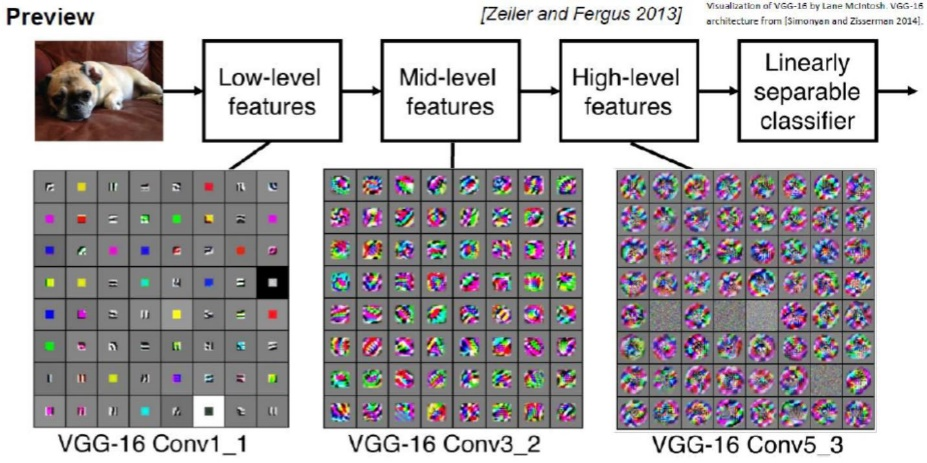 Preview
[Zeiler and Fergus 2013]
Visualization of VGG-16 by Lane McIntosh. VGG-16
architecture from [Simonyan and Zisserman 2014].
Low-level
features
Mid-level
features
High-level
features
Linearly
separable
classifier
VGG-16 Conv1_1
VGG-16 Conv3_2
VGG-16 Conv5_3